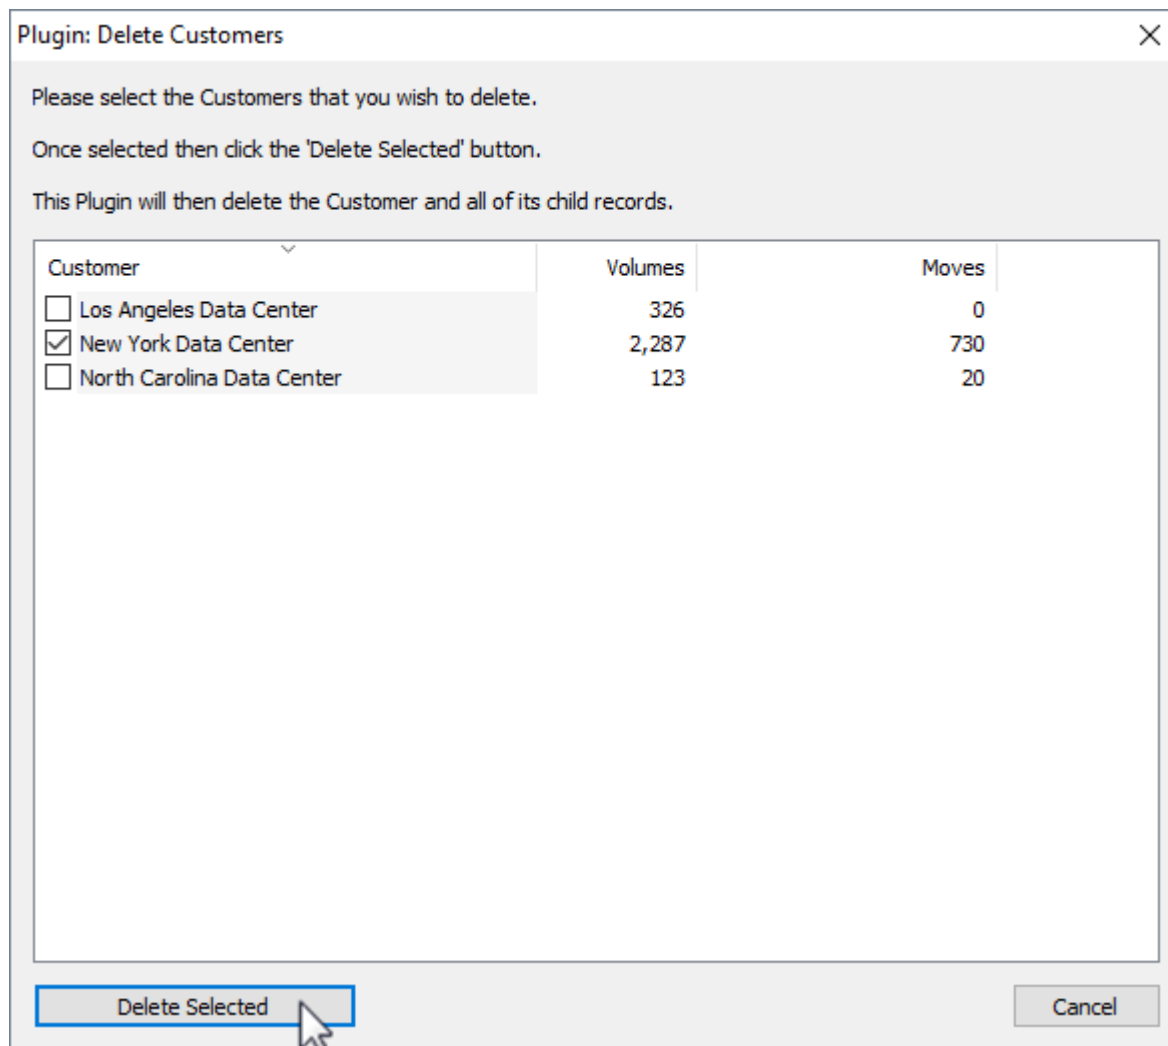 Plugin: Delete Customers
Please select the Customers that you wish to delete.
Once selected then click the 'Delete Selected' button.
This Plugin will then delete the Customer and all of its child records.
Customer Volumes Moves
Los Angeles Data Center 326 0
New York Data Center 2,287 730
North Carolina Data Center 123 20
Delete Selected Cancel